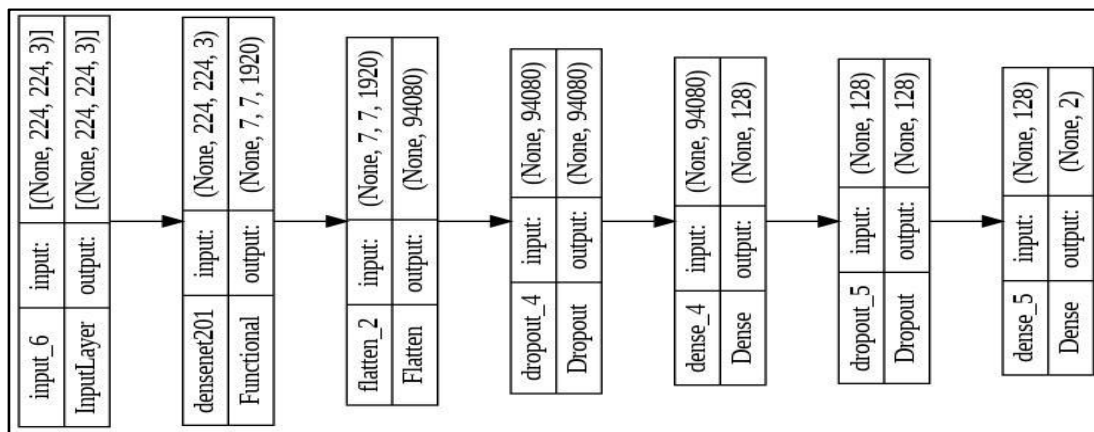 input_6 input: [(None, 224, 224, 3)]
InputLayer output: [(None, 224, 224, 3)]
densenet201 input: (None, 224, 224, 3)
Functional output: (None, 7, 7, 1920)
flatten_2 input: (None, 7, 7, 1920)
Flatten output: (None, 94080)
dropout_4 input: (None, 94080)
Dropout output: (None, 94080)
dense_4 input: (None, 94080)
Dense output: (None, 128)
dropout_5 input: (None, 128)
Dropout output: (None, 128)
dense_5 input: (None, 128)
Dense output: (None, 2)